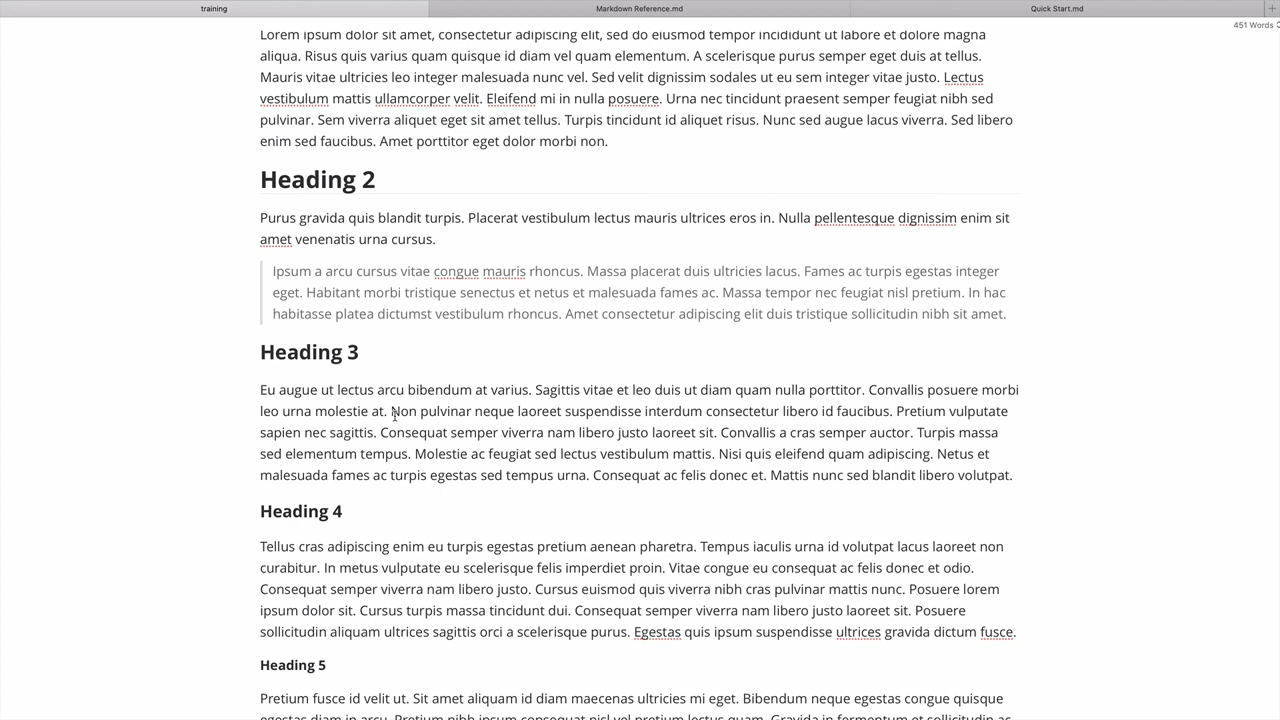 training
Markdown Reference.md
Quick Start.md
451 Words
Lorem ipsum dolor sit amet, consectetur adipiscing elit, sed do eiusmod tempor incididunt ut labore et dolore magna
aliqua. Risus quis varius quam quisque id diam vel quam elementum. A scelerisque purus semper eget duis at tellus.
Mauris vitae ultricies leo integer malesuada nunc vel. Sed velit dignissim sodales ut eu sem integer vitae justo. Lectus
vestibulum mattis ullamcorper velit. Eleifend mi in nulla posuere. Urna nec tincidunt praesent semper feugiat nibh sed
pulvinar. Sem viverra aliquet eget sit amet tellus. Turpis tincidunt id aliquet risus. Nunc sed augue lacus viverra. Sed libero
enim sed faucibus. Amet porttitor eget dolor morbi non.
Heading 2
Purus gravida quis blandit turpis. Placerat vestibulum lectus mauris ultrices eros in. Nulla pellentesque dignissim enim sit
amet venenatis urna cursus.
Ipsum a arcu cursus vitae congue mauris rhoncus. Massa placerat duis ultricies lacus. Fames ac turpis egestas integer
eget. Habitant morbi tristique senectus et netus et malesuada fames ac. Massa tempor nec feugiat nisl pretium. In hac
habitasse platea dictumst vestibulum rhoncus. Amet consectetur adipiscing elit duis tristique sollicitudin nibh sit amet.
Heading 3
Eu augue ut lectus arcu bibendum at varius. Sagittis vitae et leo duis ut diam quam nulla porttitor. Convallis posuere morbi
leo urna molestie at. Non pulvinar neque laoreet suspendisse interdum consectetur libero id faucibus. Pretium vulputate
sapien nec sagittis. Consequat semper viverra nam libero justo laoreet sit. Convallis a cras semper auctor. Turpis massa
sed elementum tempus. Molestie ac feugiat sed lectus vestibulum mattis. Nisi quis eleifend quam adipiscing. Netus et
malesuada fames ac turpis egestas sed tempus urna. Consequat ac felis donec et. Mattis nunc sed blandit libero volutpat.
Heading 4
Tellus cras adipiscing enim eu turpis egestas pretium aenean pharetra. Tempus iaculis urna id volutpat lacus laoreet non
curabitur. In metus vulputate eu scelerisque felis imperdiet proin. Vitae congue eu consequat ac felis donec et odio.
Consequat semper viverra nam libero justo. Cursus euismod quis viverra nibh cras pulvinar mattis nunc. Posuere lorem
ipsum dolor sit. Cursus turpis massa tincidunt dui. Consequat semper viverra nam libero justo laoreet sit. Posuere
sollicitudin aliquam ultrices sagittis orci a scelerisque purus. Egestas quis ipsum suspendisse ultrices gravida dictum fusce.
Heading 5
Pretium fusce id velit ut. Sit amet aliquam id diam maecenas ultricies mi eget. Bibendum neque egestas congue quisque
egestas diam in arcu. Pretium nibh ipsum consequat nisl vel pretium lectus quam. Gravida in fermentum et sollicitudin ac